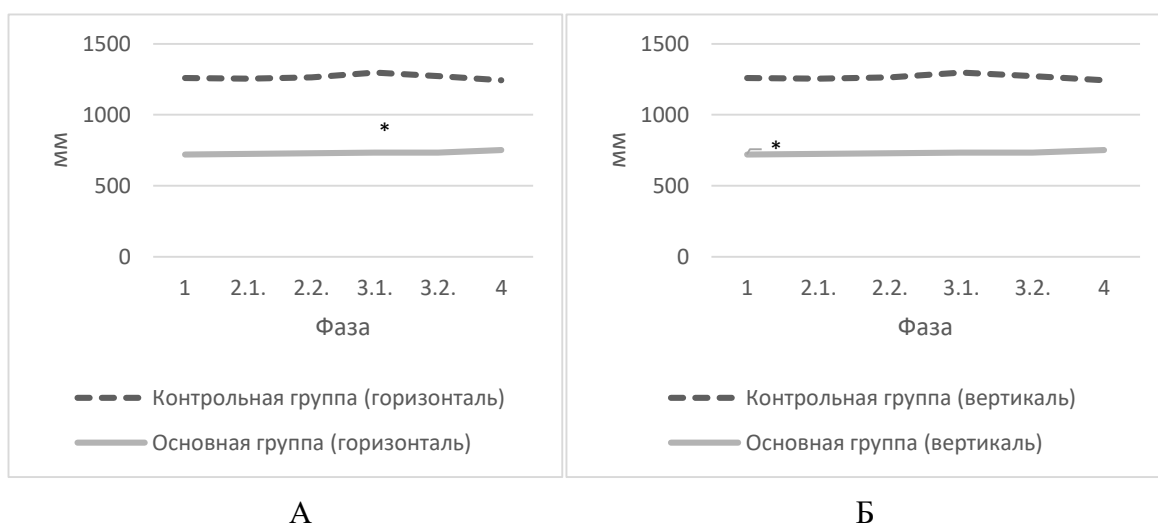 1500
1000
500
0
мм
*
1 2.1. 2.2. 3.1. 3.2. 4
Фаза
Контрольная группа (горизонталь)
Основная группа (горизонталь)
А
1500
1000
500
0
мм
*
1 2.1. 2.2. 3.1. 3.2. 4
Фаза
Контрольная группа (вертикаль)
Основная группа (вертикаль)
Б